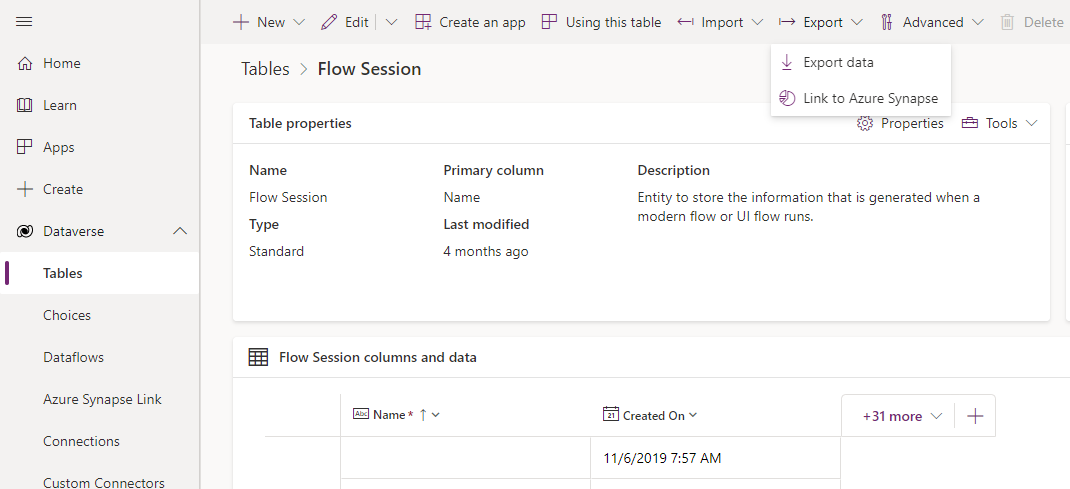 New
Edit
Create an app
Using this table
Import
Export
Advanced
Delete
Home
Learn
Apps
Create
Dataverse
Tables
Choices
Dataflows
Azure Synapse Link
Connections
Custom Connectors
Tables > Flow Session
Export data
Link to Azure Synapse
Table properties
Properties
Tools
Name
Flow Session
Type
Standard
Primary column
Name
Last modified
4 months ago
Description
Entity to store the information that is generated when a
modern flow or UI flow runs.
Flow Session columns and data
Abc Name * ↑
21 Created On
+31 more
11/6/2019 7:57 AM